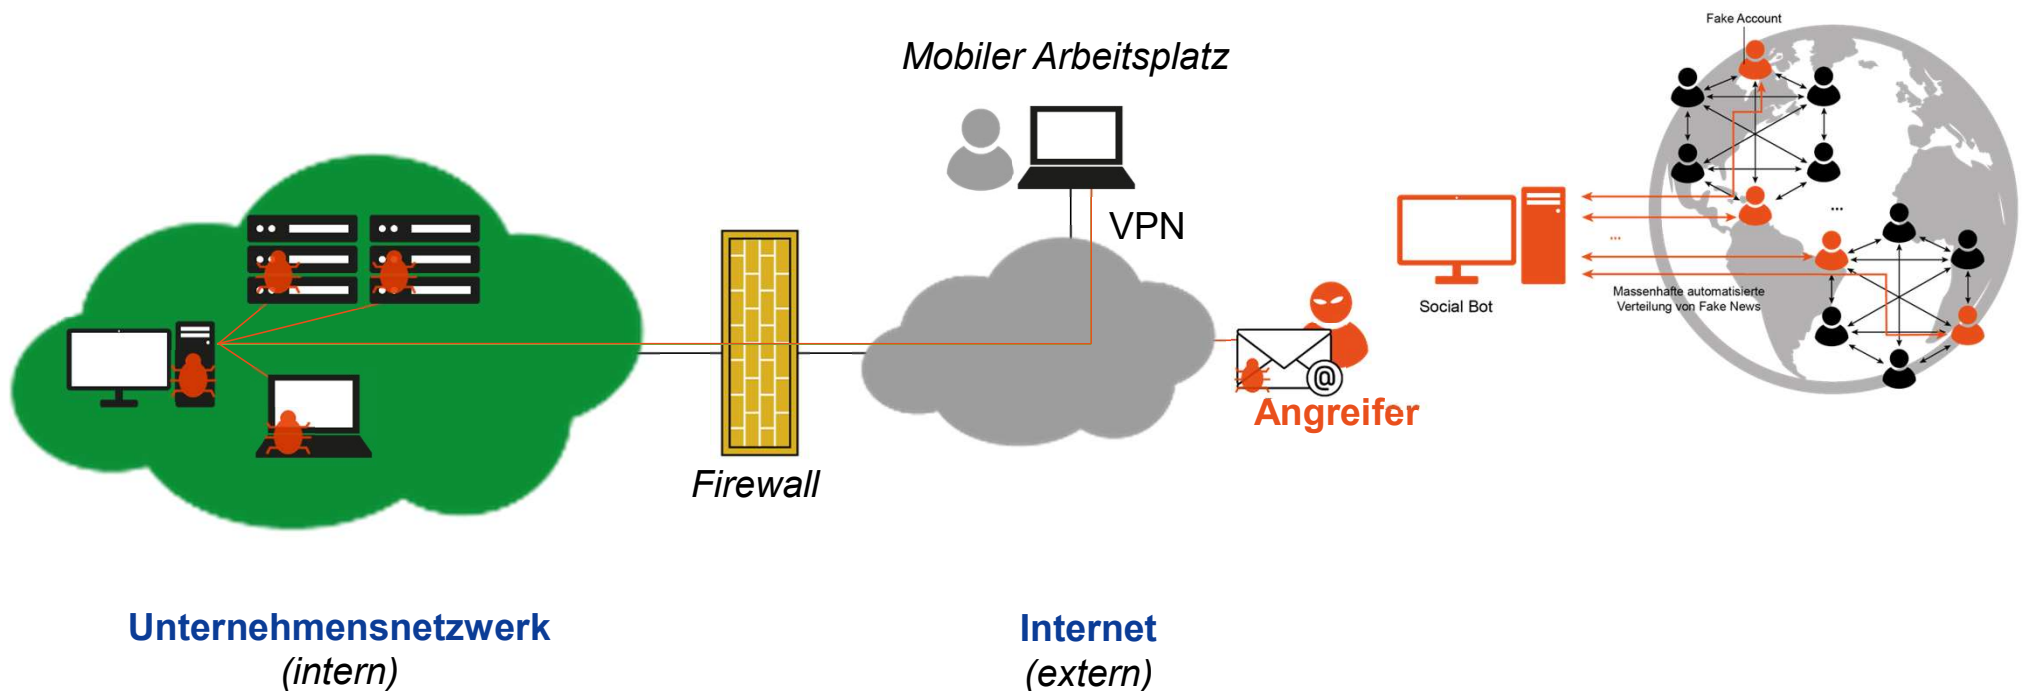 Fake Account
Mobiler Arbeitsplatz
VPN
...
...
Social Bot
Massenhafte automatisierte
Verteilung von Fake News
@
Angreifer
Firewall
Unternehmensnetzwerk
(intern)
Internet
(extern)